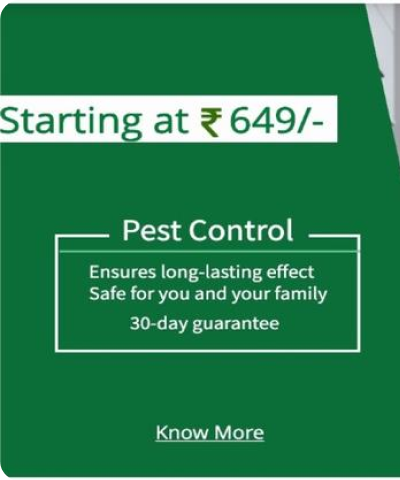 Starting at ₹ 649/-
Pest Control
Ensures long-lasting effect
Safe for you and your family
30-day guarantee
Know More